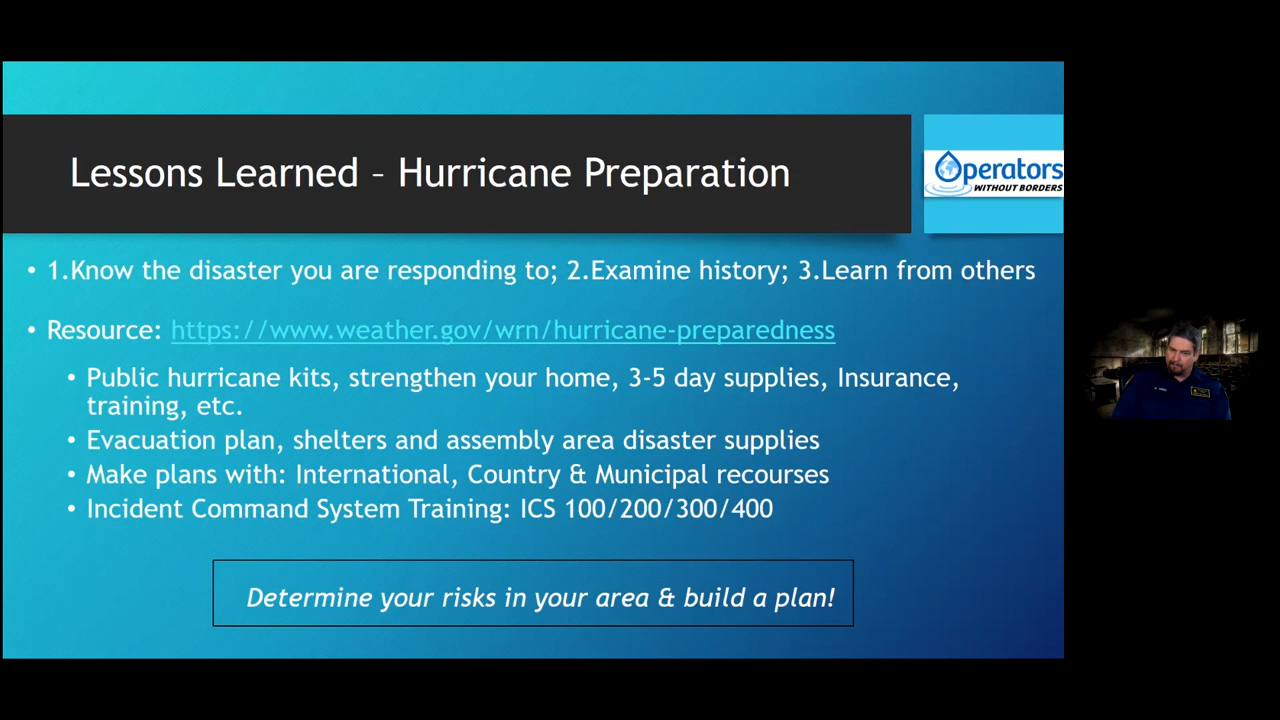 Lessons Learned – Hurricane Preparation
Operators
WITHOUT BORDERS
• 1.Know the disaster you are responding to; 2.Examine history; 3.Learn from others
• Resource: https://www.weather.gov/wrn/hurricane-preparedness
• Public hurricane kits, strengthen your home, 3-5 day supplies, Insurance,
training, etc.
• Evacuation plan, shelters and assembly area disaster supplies
• Make plans with: International, Country & Municipal recourses
• Incident Command System Training: ICS 100/200/300/400
Determine your risks in your area & build a plan!